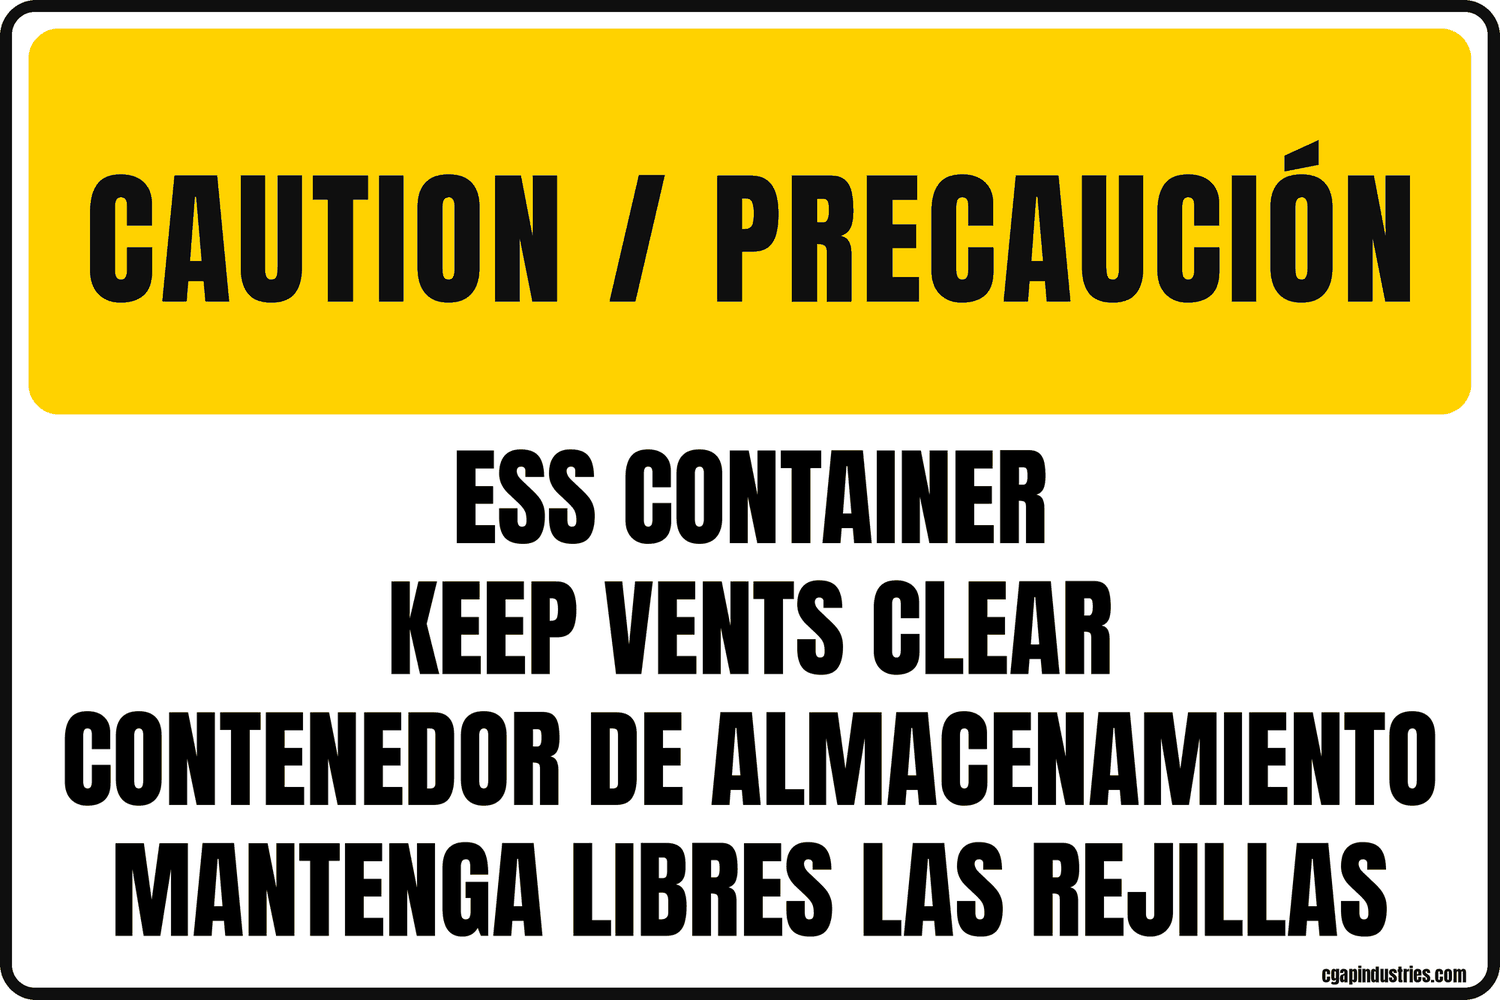 CAUTION / PRECAUCIÓN
ESS CONTAINER
KEEP VENTS CLEAR
CONTENEDOR DE ALMACENAMIENTO
MANTENGA LIBRES LAS REJILLAS
cgapindustries.com